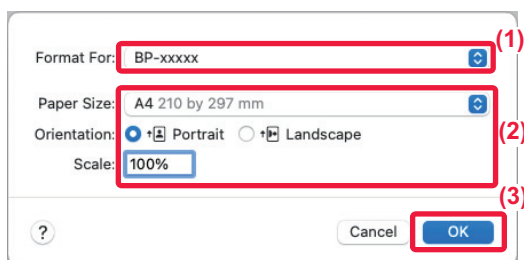 (1)
Format For: BP-xxxxx
Paper Size: A4 210 by 297 mm
Orientation: Portrait Landscape
(2)
Scale: 100%
(3)
? Cancel OK